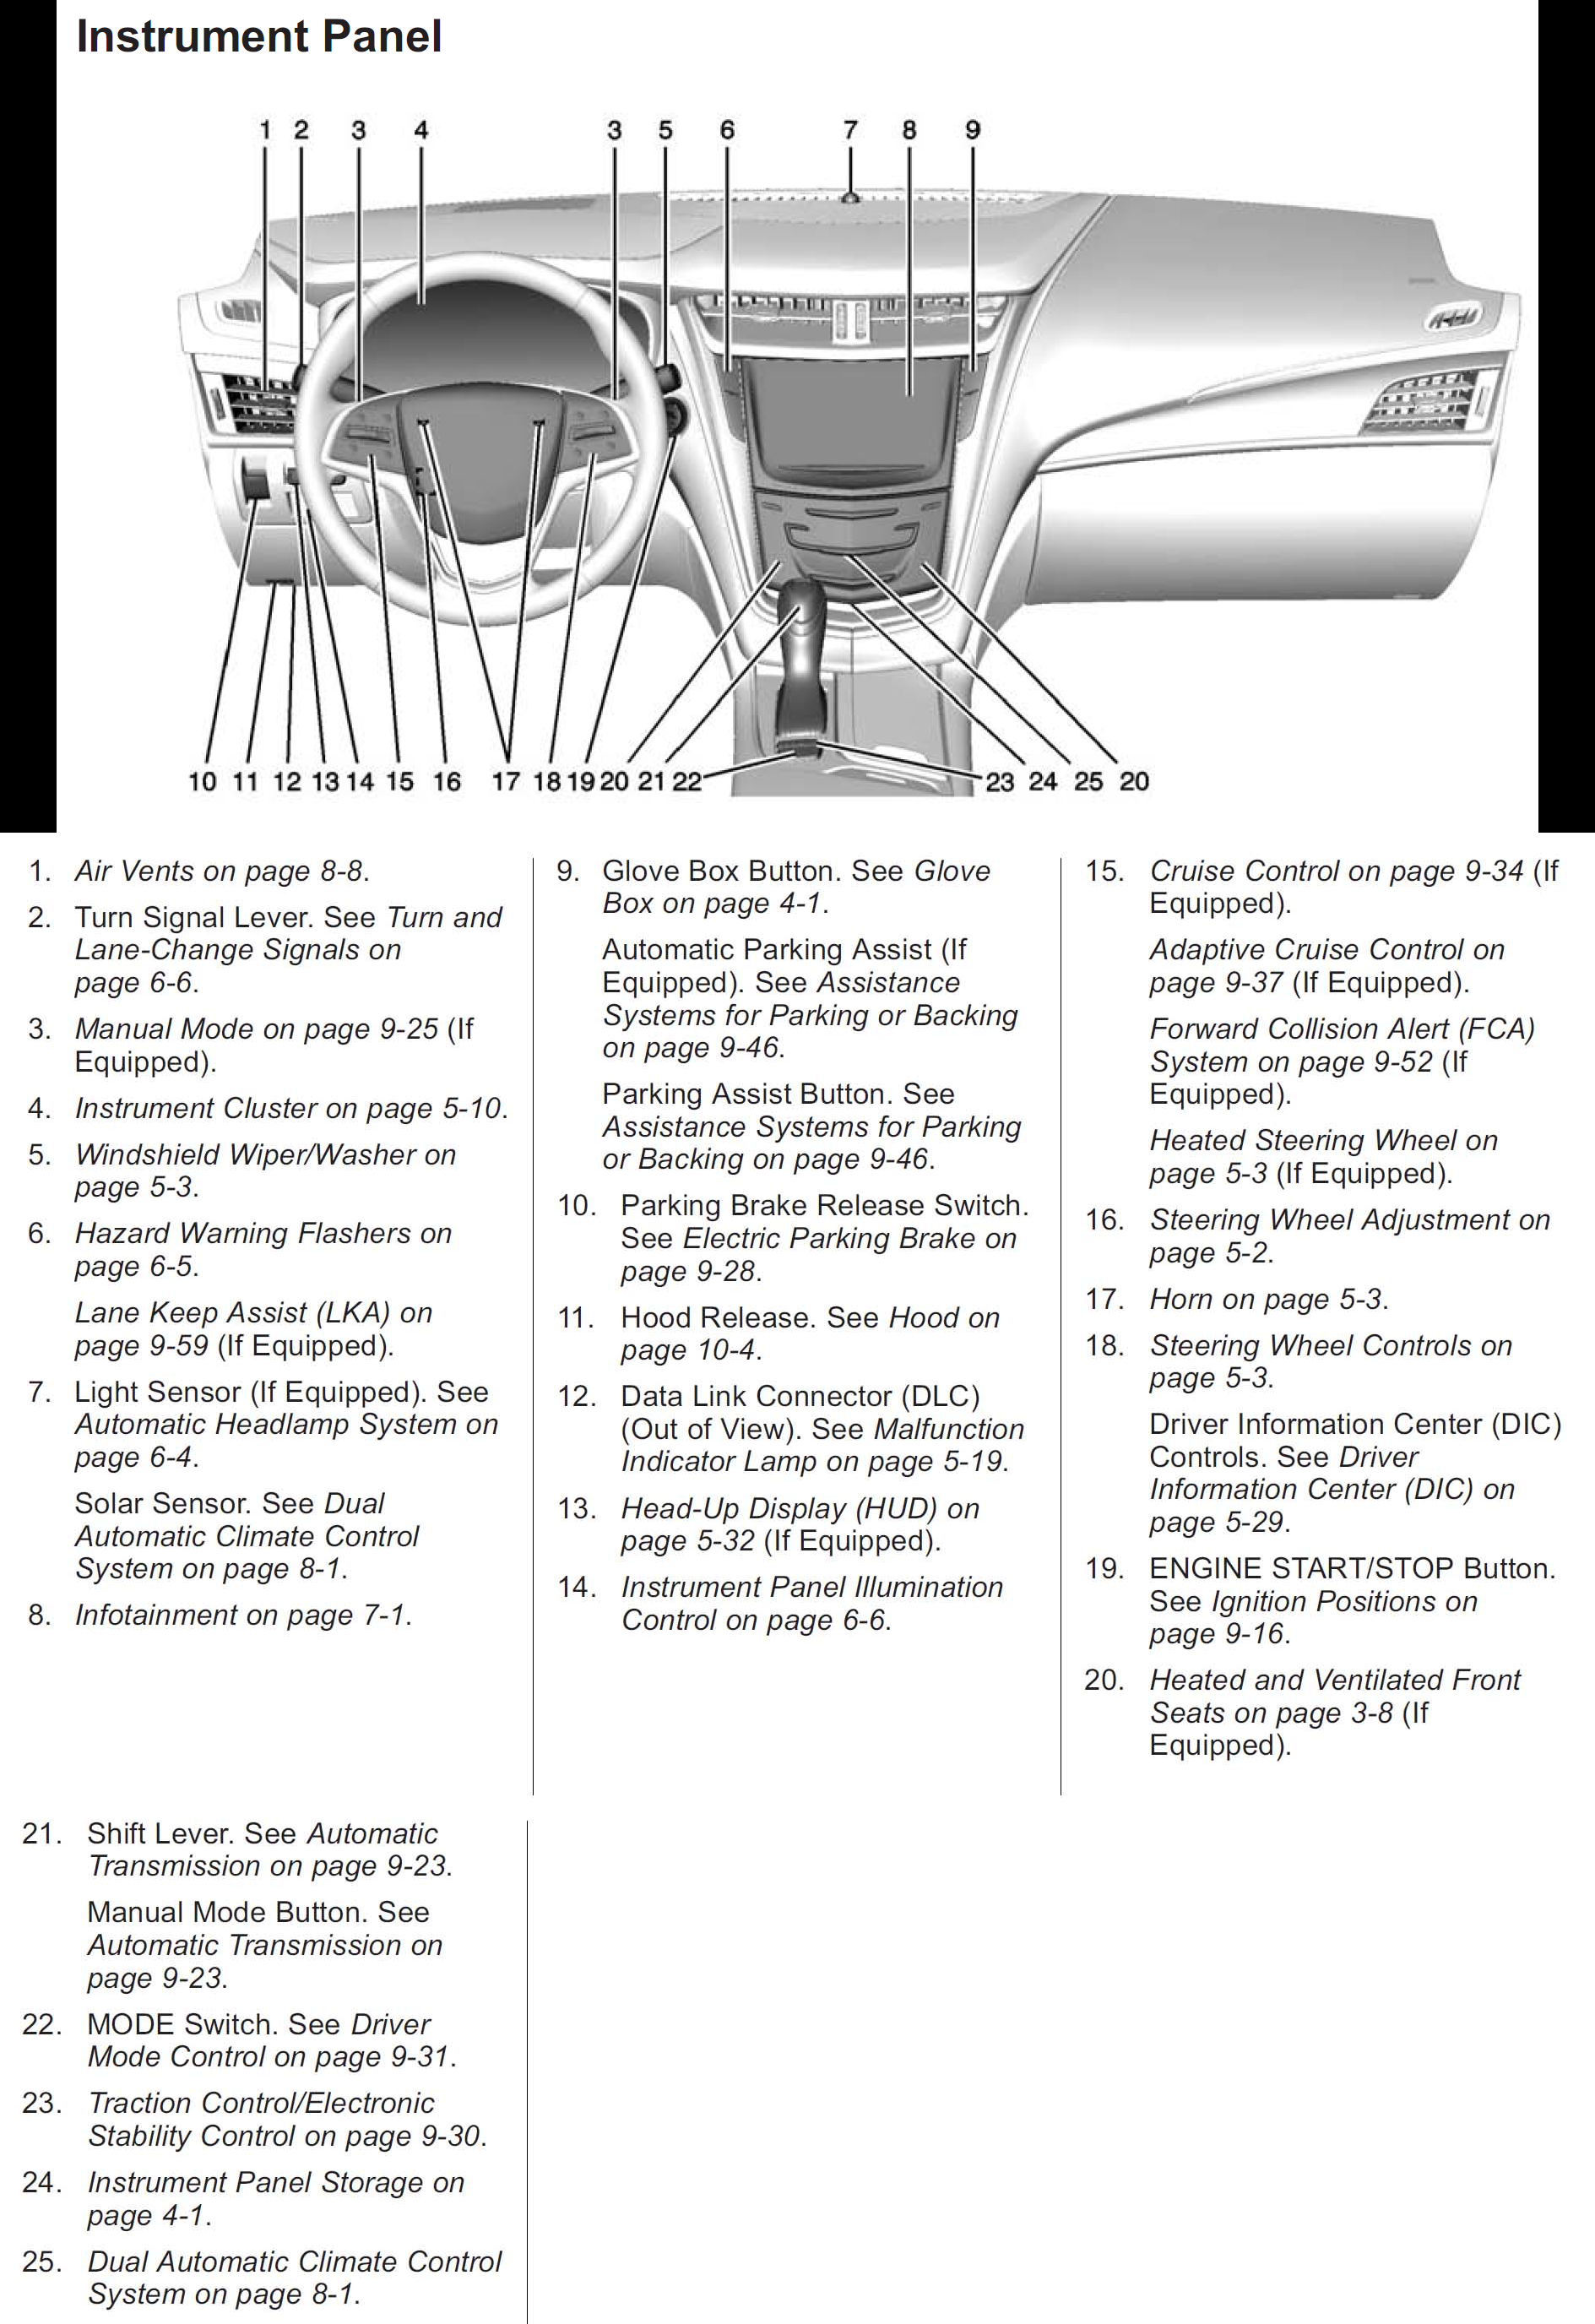 Instrument Panel
1 2 3 4 3 5 6 7 8 9
10 11 12 13 14 15 16 17 18 19 20 21 22 23 24 25 20
1. Air Vents on page 8-8.
2. Turn Signal Lever. See Turn and
Lane-Change Signals on
page 6-6.
3. Manual Mode on page 9-25 (If
Equipped).
4. Instrument Cluster on page 5-10.
5. Windshield Wiper/Washer on
page 5-3.
6. Hazard Warning Flashers on
page 6-5.
Lane Keep Assist (LKA) on
page 9-59 (If Equipped).
7. Light Sensor (If Equipped). See
Automatic Headlamp System on
page 6-4.
Solar Sensor. See Dual
Automatic Climate Control
System on page 8-1.
8. Infotainment on page 7-1.
9. Glove Box Button. See Glove
Box on page 4-1.
Automatic Parking Assist (If
Equipped). See Assistance
Systems for Parking or Backing
on page 9-46.
Parking Assist Button. See
Assistance Systems for Parking
or Backing on page 9-46.
10. Parking Brake Release Switch.
See Electric Parking Brake on
page 9-28.
11. Hood Release. See Hood on
page 10-4.
12. Data Link Connector (DLC)
(Out of View). See Malfunction
Indicator Lamp on page 5-19.
13. Head-Up Display (HUD) on
page 5-32 (If Equipped).
14. Instrument Panel Illumination
Control on page 6-6.
15. Cruise Control on page 9-34 (If
Equipped).
Adaptive Cruise Control on
page 9-37 (If Equipped).
Forward Collision Alert (FCA)
System on page 9-52 (If
Equipped).
Heated Steering Wheel on
page 5-3 (If Equipped).
16. Steering Wheel Adjustment on
page 5-2.
17. Horn on page 5-3.
18. Steering Wheel Controls on
page 5-3.
Driver Information Center (DIC)
Controls. See Driver
Information Center (DIC) on
page 5-29.
19. ENGINE START/STOP Button.
See Ignition Positions on
page 9-16.
20. Heated and Ventilated Front
Seats on page 3-8 (If
Equipped).
21. Shift Lever. See Automatic
Transmission on page 9-23.
Manual Mode Button. See
Automatic Transmission on
page 9-23.
22. MODE Switch. See Driver
Mode Control on page 9-31.
23. Traction Control/Electronic
Stability Control on page 9-30.
24. Instrument Panel Storage on
page 4-1.
25. Dual Automatic Climate Control
System on page 8-1.